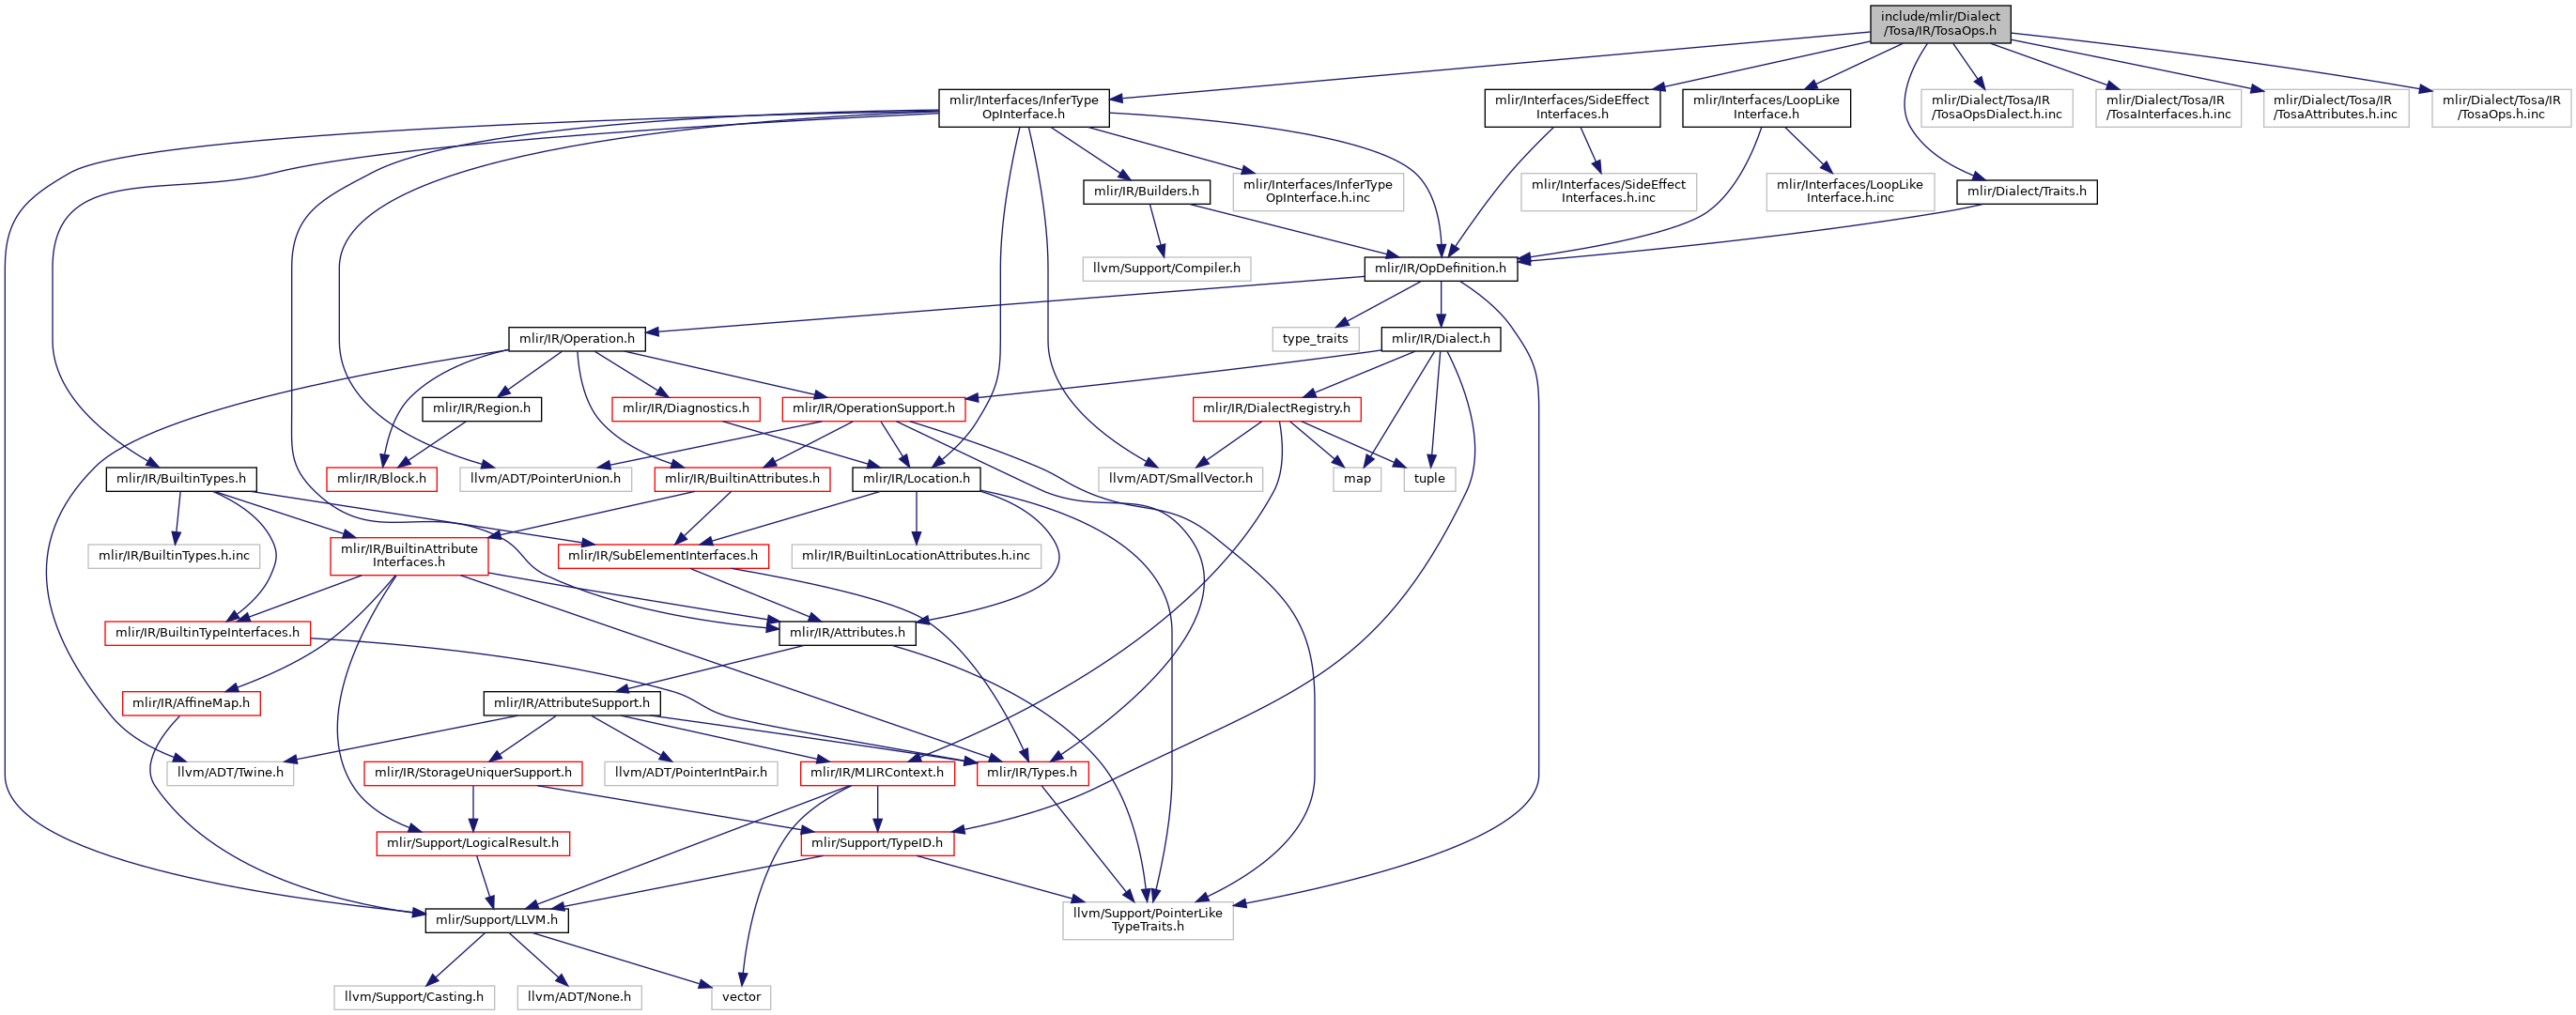 include/mlir/Dialect
/Tosa/IR/TosaOps.h
mlir/Interfaces/InferType
OpInterface.h
mlir/Interfaces/SideEffect
Interfaces.h
mlir/Interfaces/LoopLike
Interface.h
mlir/Dialect/Tosa/IR
/TosaOpsDialect.h.inc
mlir/Dialect/Tosa/IR
/TosaInterfaces.h.inc
mlir/Dialect/Tosa/IR
/TosaAttributes.h.inc
mlir/Dialect/Tosa/IR
/TosaOps.h.inc
mlir/IR/Builders.h
mlir/Interfaces/InferType
OpInterface.h.inc
mlir/Interfaces/SideEffect
Interfaces.h.inc
mlir/Interfaces/LoopLike
Interface.h.inc
mlir/Dialect/Traits.h
llvm/Support/Compiler.h
mlir/IR/OpDefinition.h
mlir/IR/Operation.h
type_traits
mlir/IR/Dialect.h
mlir/IR/Region.h
mlir/IR/Diagnostics.h
mlir/IR/OperationSupport.h
mlir/IR/DialectRegistry.h
mlir/IR/BuiltinTypes.h
mlir/IR/Block.h
llvm/ADT/PointerUnion.h
mlir/IR/BuiltinAttributes.h
mlir/IR/Location.h
llvm/ADT/SmallVector.h
map
tuple
mlir/IR/BuiltinTypes.h.inc
mlir/IR/BuiltinAttribute
Interfaces.h
mlir/IR/SubElementInterfaces.h
mlir/IR/BuiltinLocationAttributes.h.inc
mlir/IR/BuiltinTypeInterfaces.h
mlir/IR/Attributes.h
mlir/IR/AffineMap.h
mlir/IR/AttributeSupport.h
llvm/ADT/Twine.h
mlir/IR/StorageUniquerSupport.h
llvm/ADT/PointerIntPair.h
mlir/IR/MLIRContext.h
mlir/IR/Types.h
mlir/Support/LogicalResult.h
mlir/Support/TypeID.h
mlir/Support/LLVM.h
llvm/Support/PointerLike
TypeTraits.h
llvm/Support/Casting.h
llvm/ADT/None.h
vector